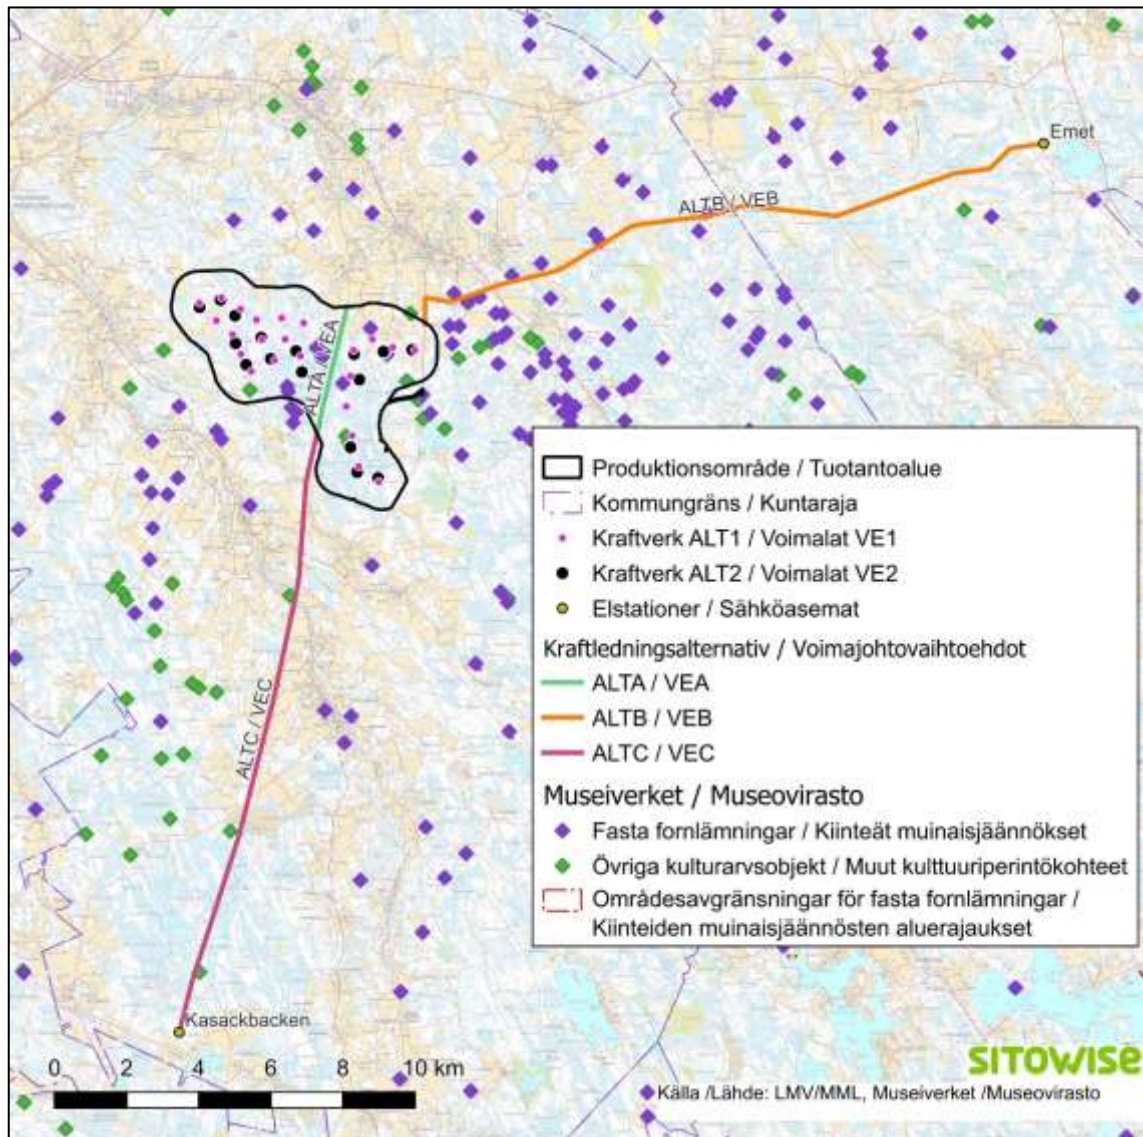 Emet
ALTB / VEB
ALTA / VEA
Produktionsområde / Tuotantoalue
Kommungräns / Kuntaraja
Kraftverk ALT1 / Voimalat VE1
Kraftverk ALT2 / Voimalat VE2
Elstationer / Sähköasemat
Kraftledningsalternativ / Voimajohtovaihtoehdot
ALTA / VEA
ALTB / VEB
ALTC / VEC
Museiverket / Museovirasto
Fasta fornlämningar / Kiinteät muinaisjäännökset
Övriga kulturarvsobjekt / Muut kulttuuriperintökohteet
Områdesavgränsningar för fasta fornlämningar /
Kiinteiden muinaisjäännösten aluerajaukset
ALTC / VEC
Kasackbacken
0 2 4 6 8 10 km
SITOWISE
Källa /Lähde: LMV/MML, Museiverket /Museovirasto